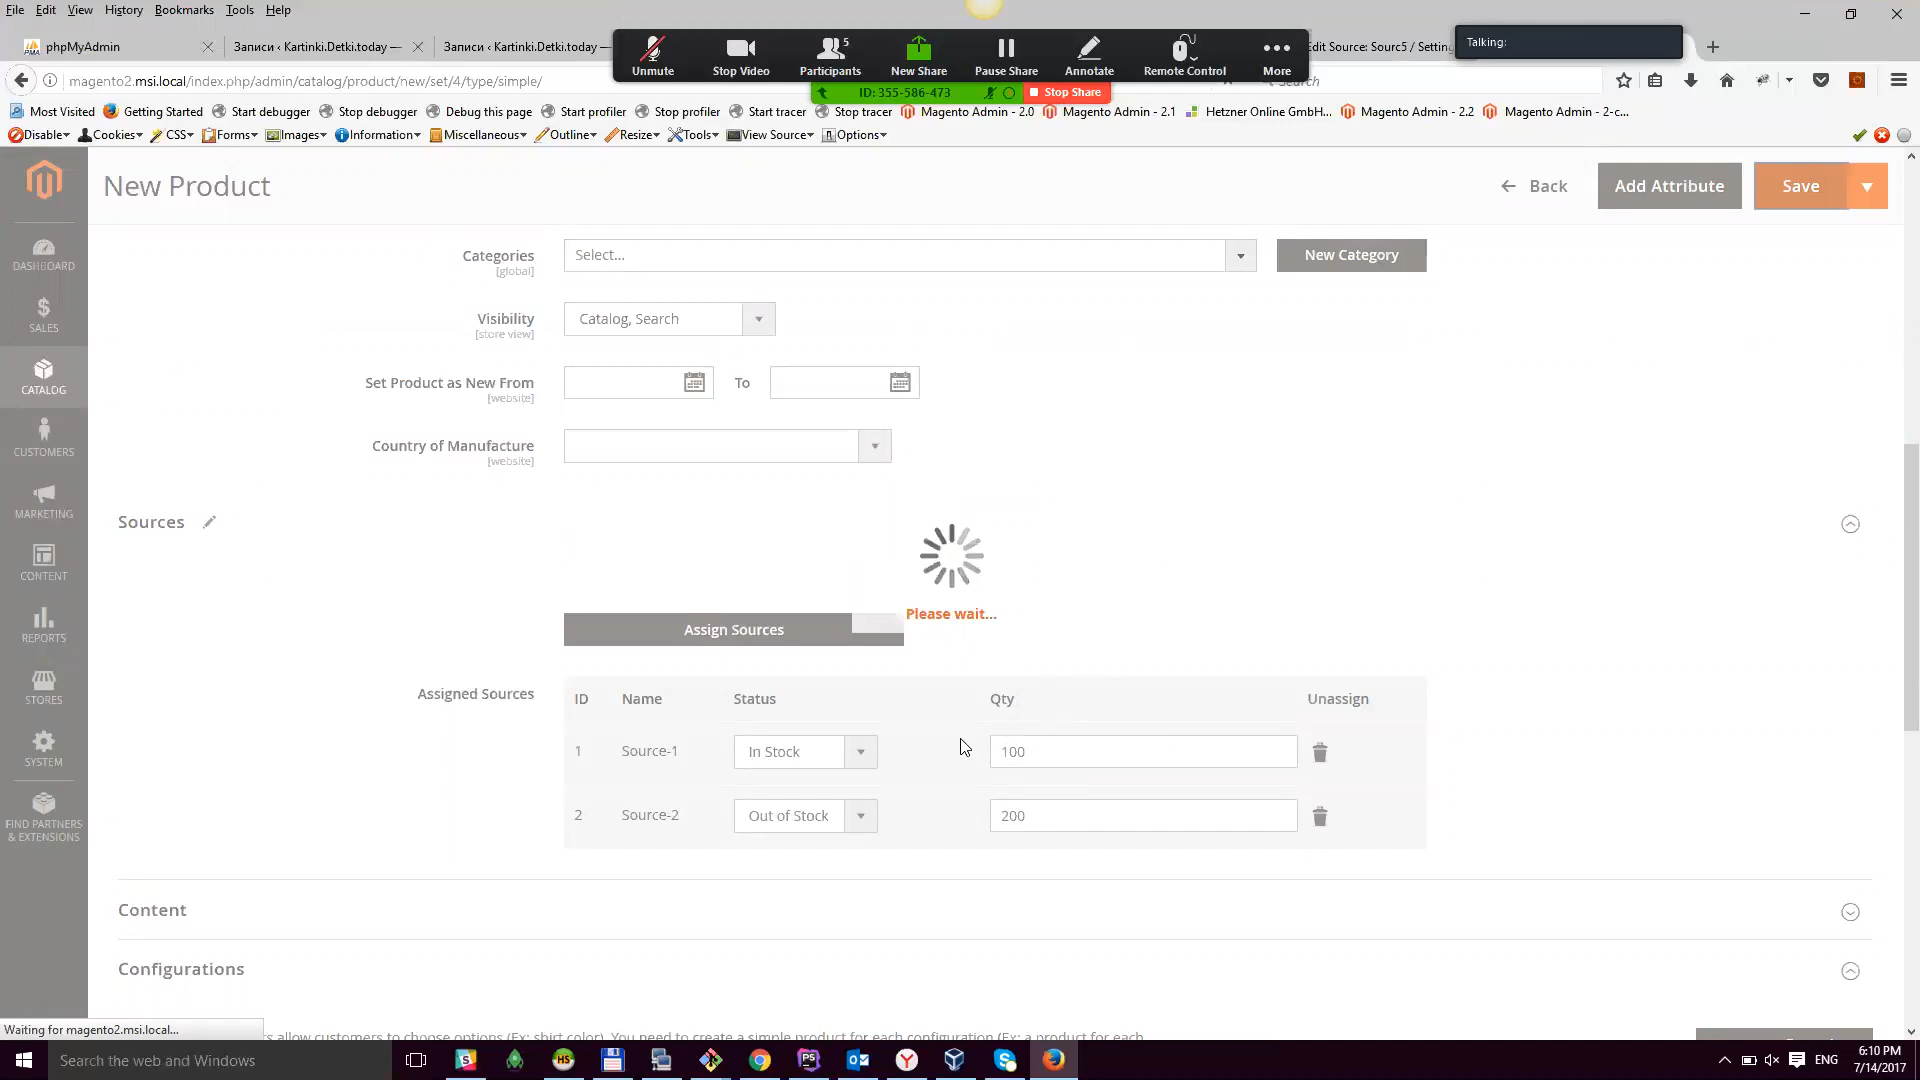 File Edit View History Bookmarks Tools Help
phpMyAdmin
Записи ‹ Kartinki.Detki.today —
Записи ‹ Kartinki.Detki.today —
Edit Source: Sourc5 / Setting
Talking:
Unmute
Stop Video
5
Participants
New Share
Pause Share
Annotate
Remote Control
More
magento2.msi.local/index.php/admin/catalog/product/new/set/4/type/simple/
Search
ID: 355-586-473
Stop Share
Most Visited Getting Started Start debugger Stop debugger Debug this page Start profiler Stop profiler Start tracer Stop tracer Magento Admin - 2.0 Magento Admin - 2.1 Hetzner Online GmbH... Magento Admin - 2.2 Magento Admin - 2-c...
Disable Cookies CSS Forms Images Information Miscellaneous Outline Resize Tools View Source Options
New Product
Back
Add Attribute
Save
DASHBOARD
SALES
CATALOG
CUSTOMERS
MARKETING
CONTENT
REPORTS
STORES
SYSTEM
FIND PARTNERS
& EXTENSIONS
Categories
[global]
Select...
New Category
Visibility
[store view]
Catalog, Search
Set Product as New From
[website]
To
Country of Manufacture
[website]
Sources
Please wait...
Assign Sources
Assigned Sources
ID Name Status Qty Unassign
1 Source-1 In Stock 100
2 Source-2 Out of Stock 200
Content
Configurations
Waiting for magento2.msi.local...
allow customers to choose options (Ex: shirt color). You need to create a simple product for each configuration (Ex: a product for each
Search the web and Windows
ENG
6:10 PM
7/14/2017